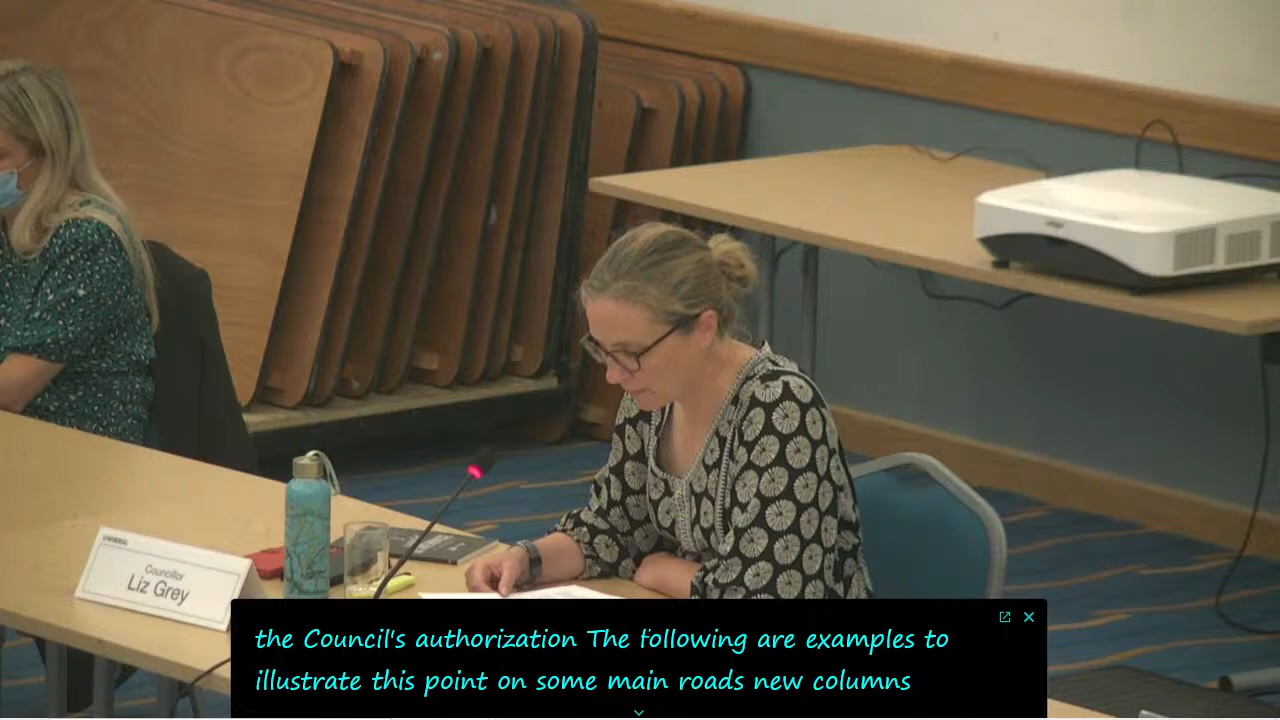 WIRRAL
Councillor
Liz Grey
the Council's authorization The following are examples to
illustrate this point on some main roads new columns